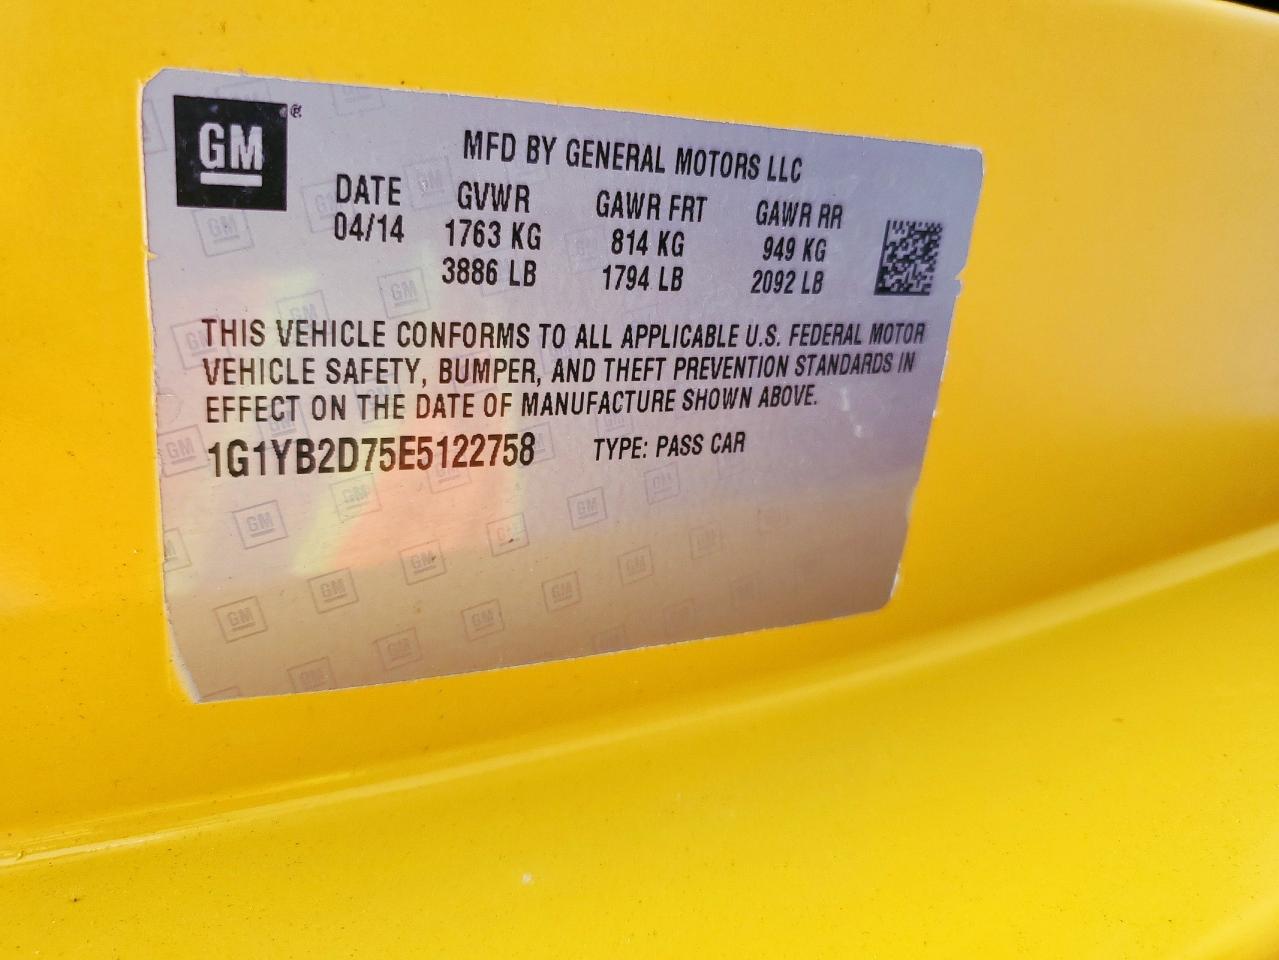 GM®
MFD BY GENERAL MOTORS LLC
DATE GVWR GAWR FRT GAWR RR
04/14 1763 KG 814 KG 949 KG
3886 LB 1794 LB 2092 LB
THIS VEHICLE CONFORMS TO ALL APPLICABLE U.S. FEDERAL MOTOR
VEHICLE SAFETY, BUMPER, AND THEFT PREVENTION STANDARDS IN
EFFECT ON THE DATE OF MANUFACTURE SHOWN ABOVE.
1G1YB2D75E5122758 TYPE: PASS CAR